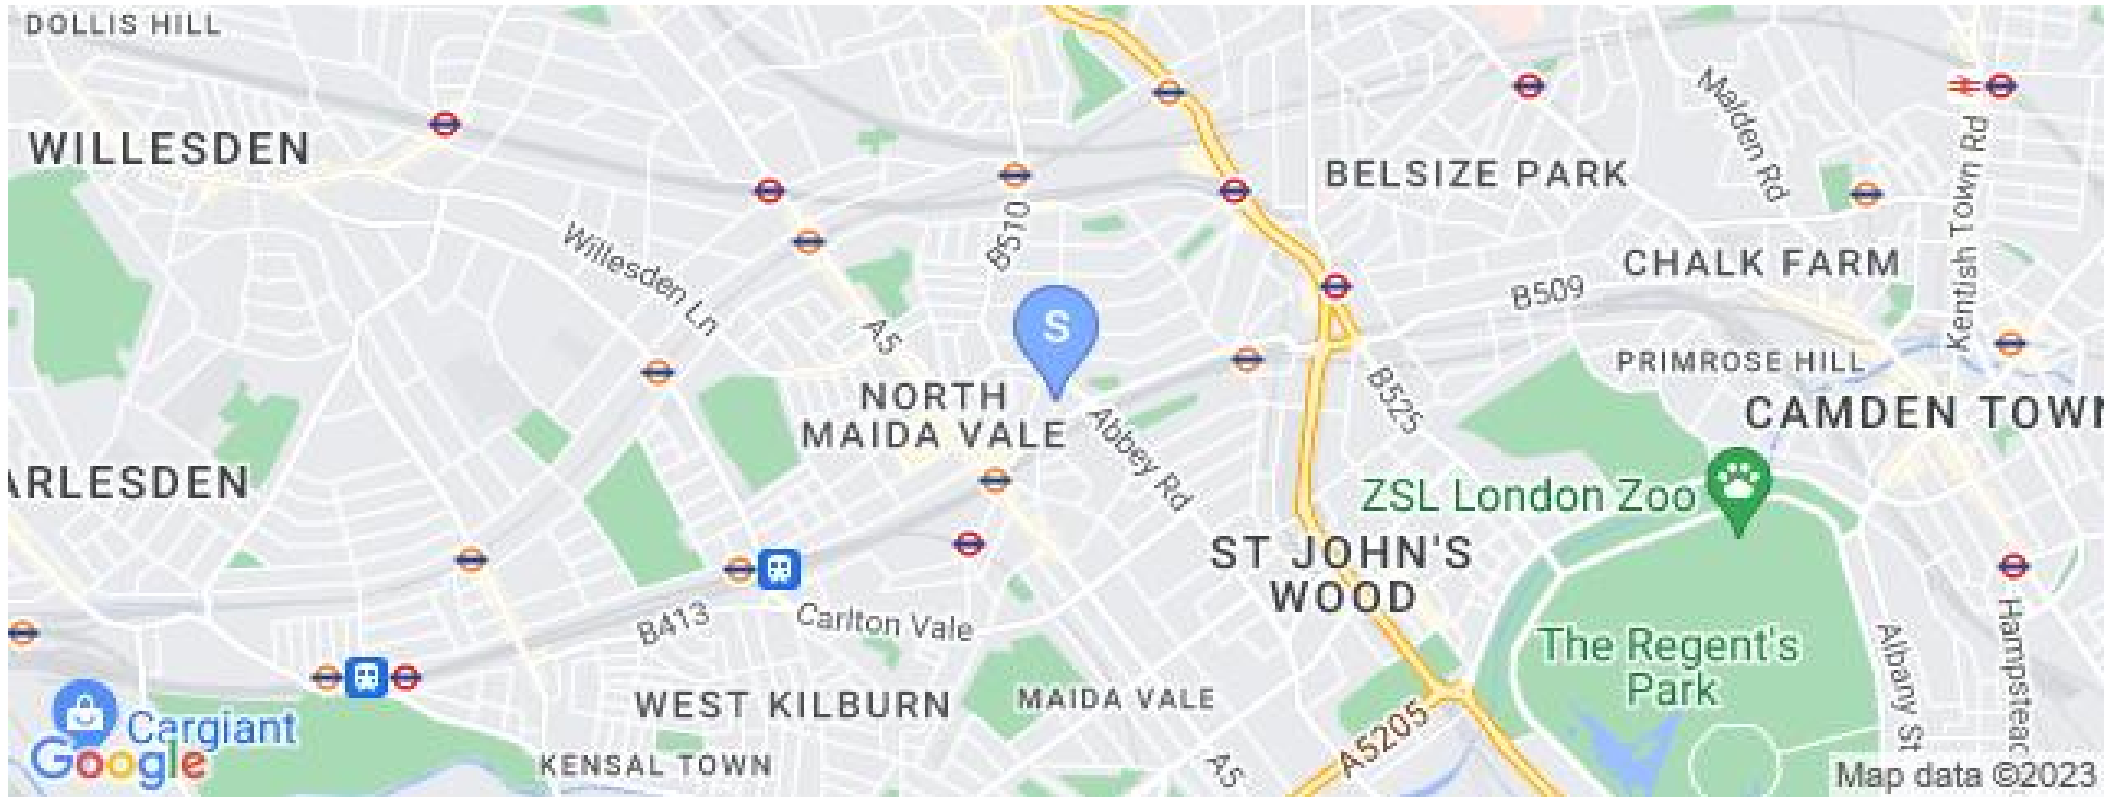 DOLLIS HILL
WILLESDEN
Malden Rd
Kentish Town Rd
BELSIZE PARK
B510
Willesden Ln
CHALK FARM
B509
S
A5
PRIMROSE HILL
B525
NORTH
MAIDA VALE
CAMDEN TOWN
Abbey Rd
ARLESDEN
ZSL London Zoo
ST JOHN'S
WOOD
B413
Carlton Vale
The Regent's
Park
Albany St
Hampstead
WEST KILBURN
MAIDA VALE
A5205
Cargiant
Google
KENSAL TOWN
A5
Map data ©2023